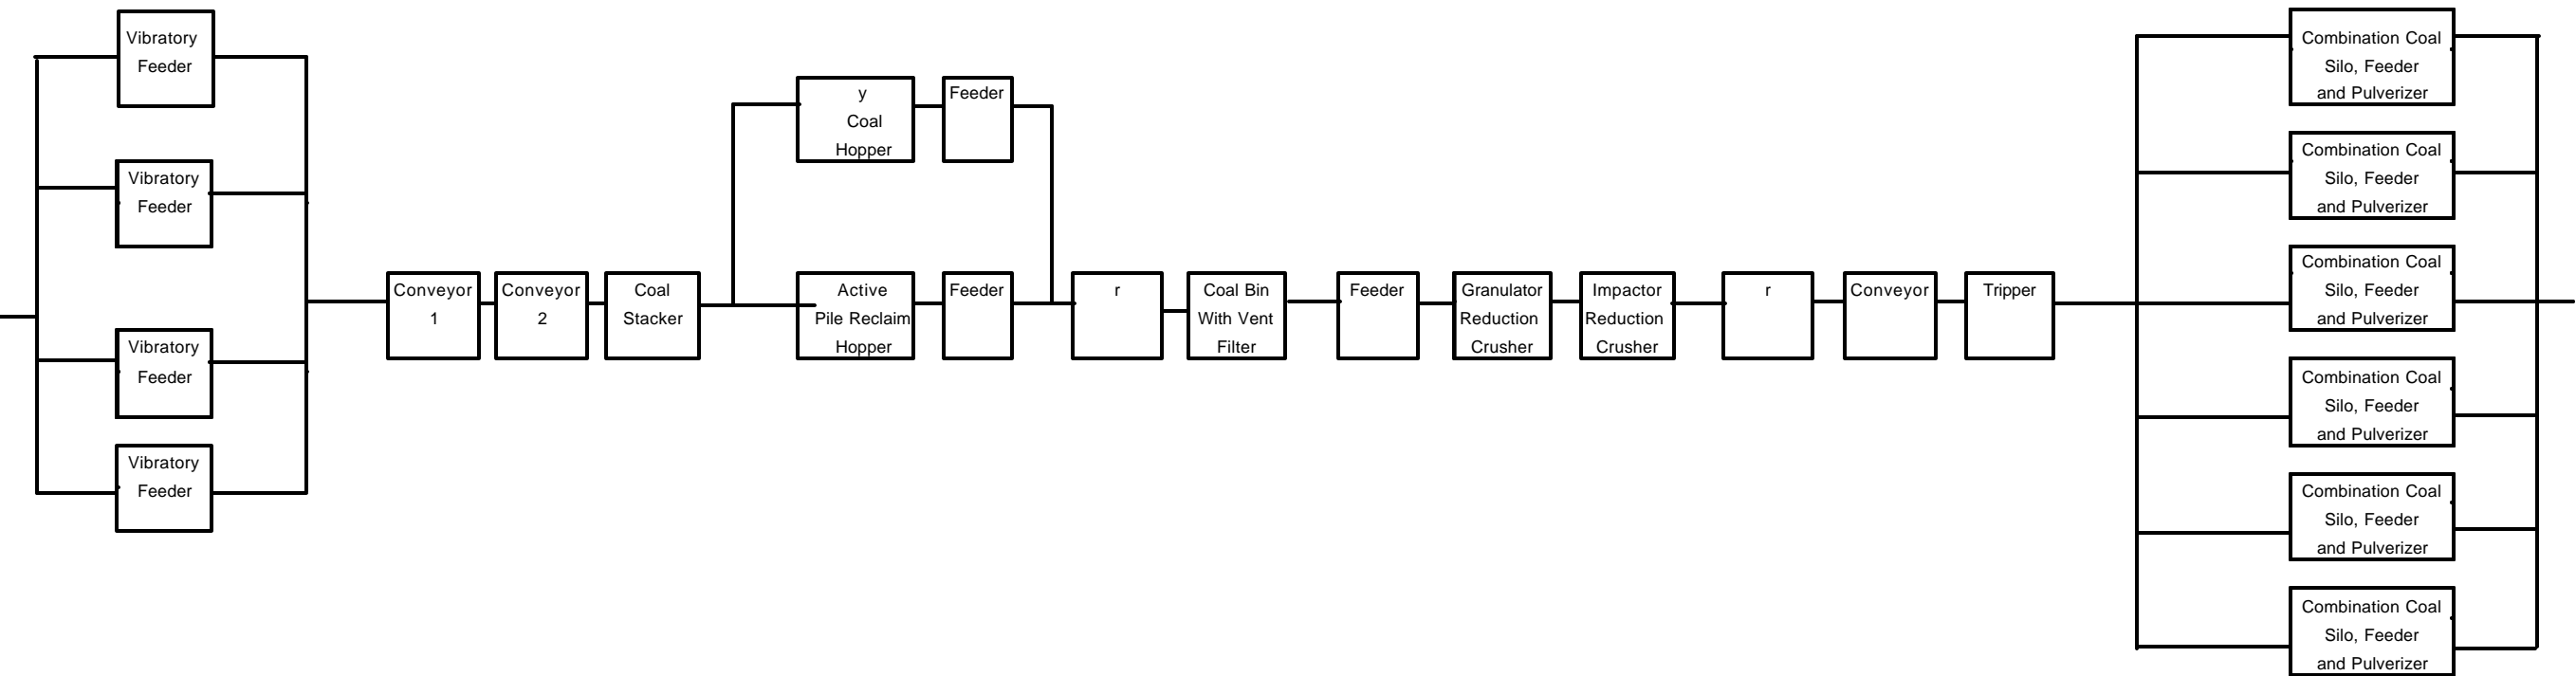 Vibratory
Feeder
Vibratory
Feeder
Vibratory
Feeder
Vibratory
Feeder
Conveyor
1
Conveyor
2
Coal
Stacker
y
Coal
Hopper
Feeder
Active
Pile Reclaim
Hopper
Feeder
r
Coal Bin
With Vent
Filter
Feeder
Granulator
Reduction
Crusher
Impactor
Reduction
Crusher
r
Conveyor
Tripper
Combination Coal
Silo, Feeder
and Pulverizer
Combination Coal
Silo, Feeder
and Pulverizer
Combination Coal
Silo, Feeder
and Pulverizer
Combination Coal
Silo, Feeder
and Pulverizer
Combination Coal
Silo, Feeder
and Pulverizer
Combination Coal
Silo, Feeder
and Pulverizer